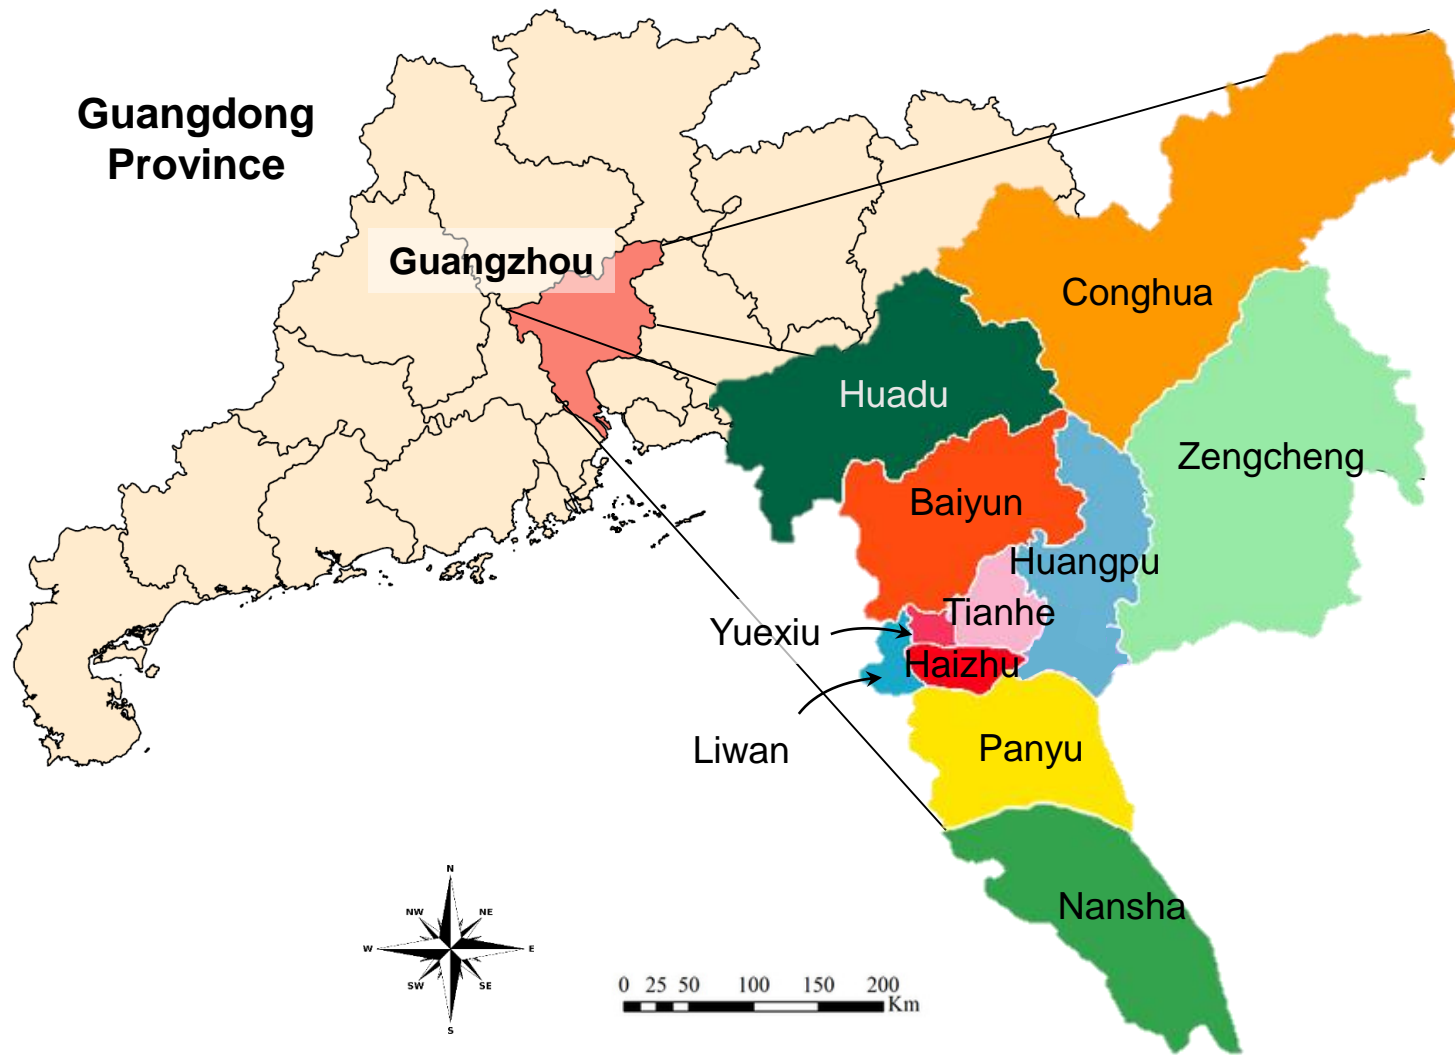 Guangdong
Province
Guangzhou
Conghua
Huadu
Zengcheng
Baiyun
Huangpu
Tianhe
Yuexiu
Haizhu
Liwan
Panyu
Nansha
N
NW NE
W E
SW SE
S
0 25 50 100 150 200
Km